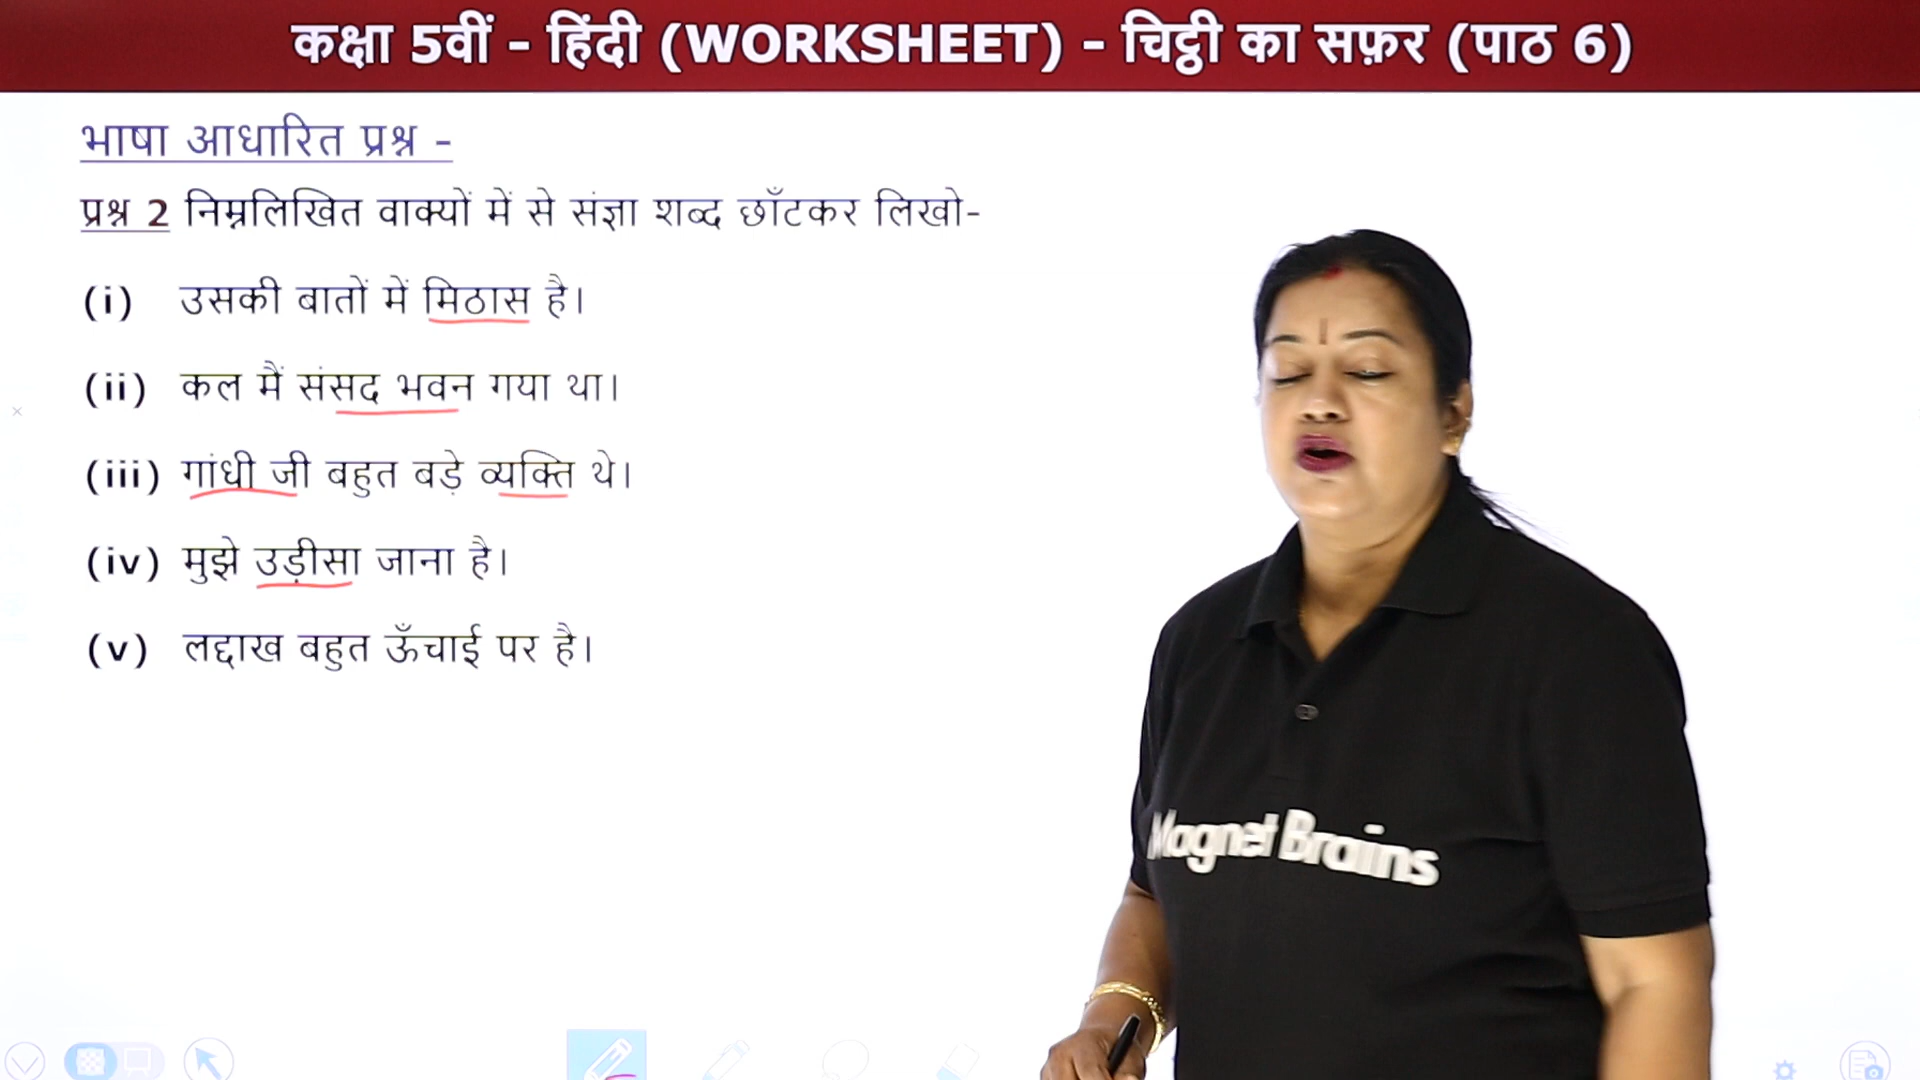 कक्षा 5वीं - हिंदी (WORKSHEET) - चिट्ठी का सफ़र (पाठ 6)
भाषा आधारित प्रश्न -
प्रश्न 2 निम्नलिखित वाक्यों में से संज्ञा शब्द छाँटकर लिखो-
(i) उसकी बातों में मिठास है।
(ii) कल मैं संसद भवन गया था।
(iii) गांधी जी बहुत बड़े व्यक्ति थे।
(iv) मुझे उड़ीसा जाना है।
(v) लद्दाख बहुत ऊँचाई पर है।
Magnet Brains